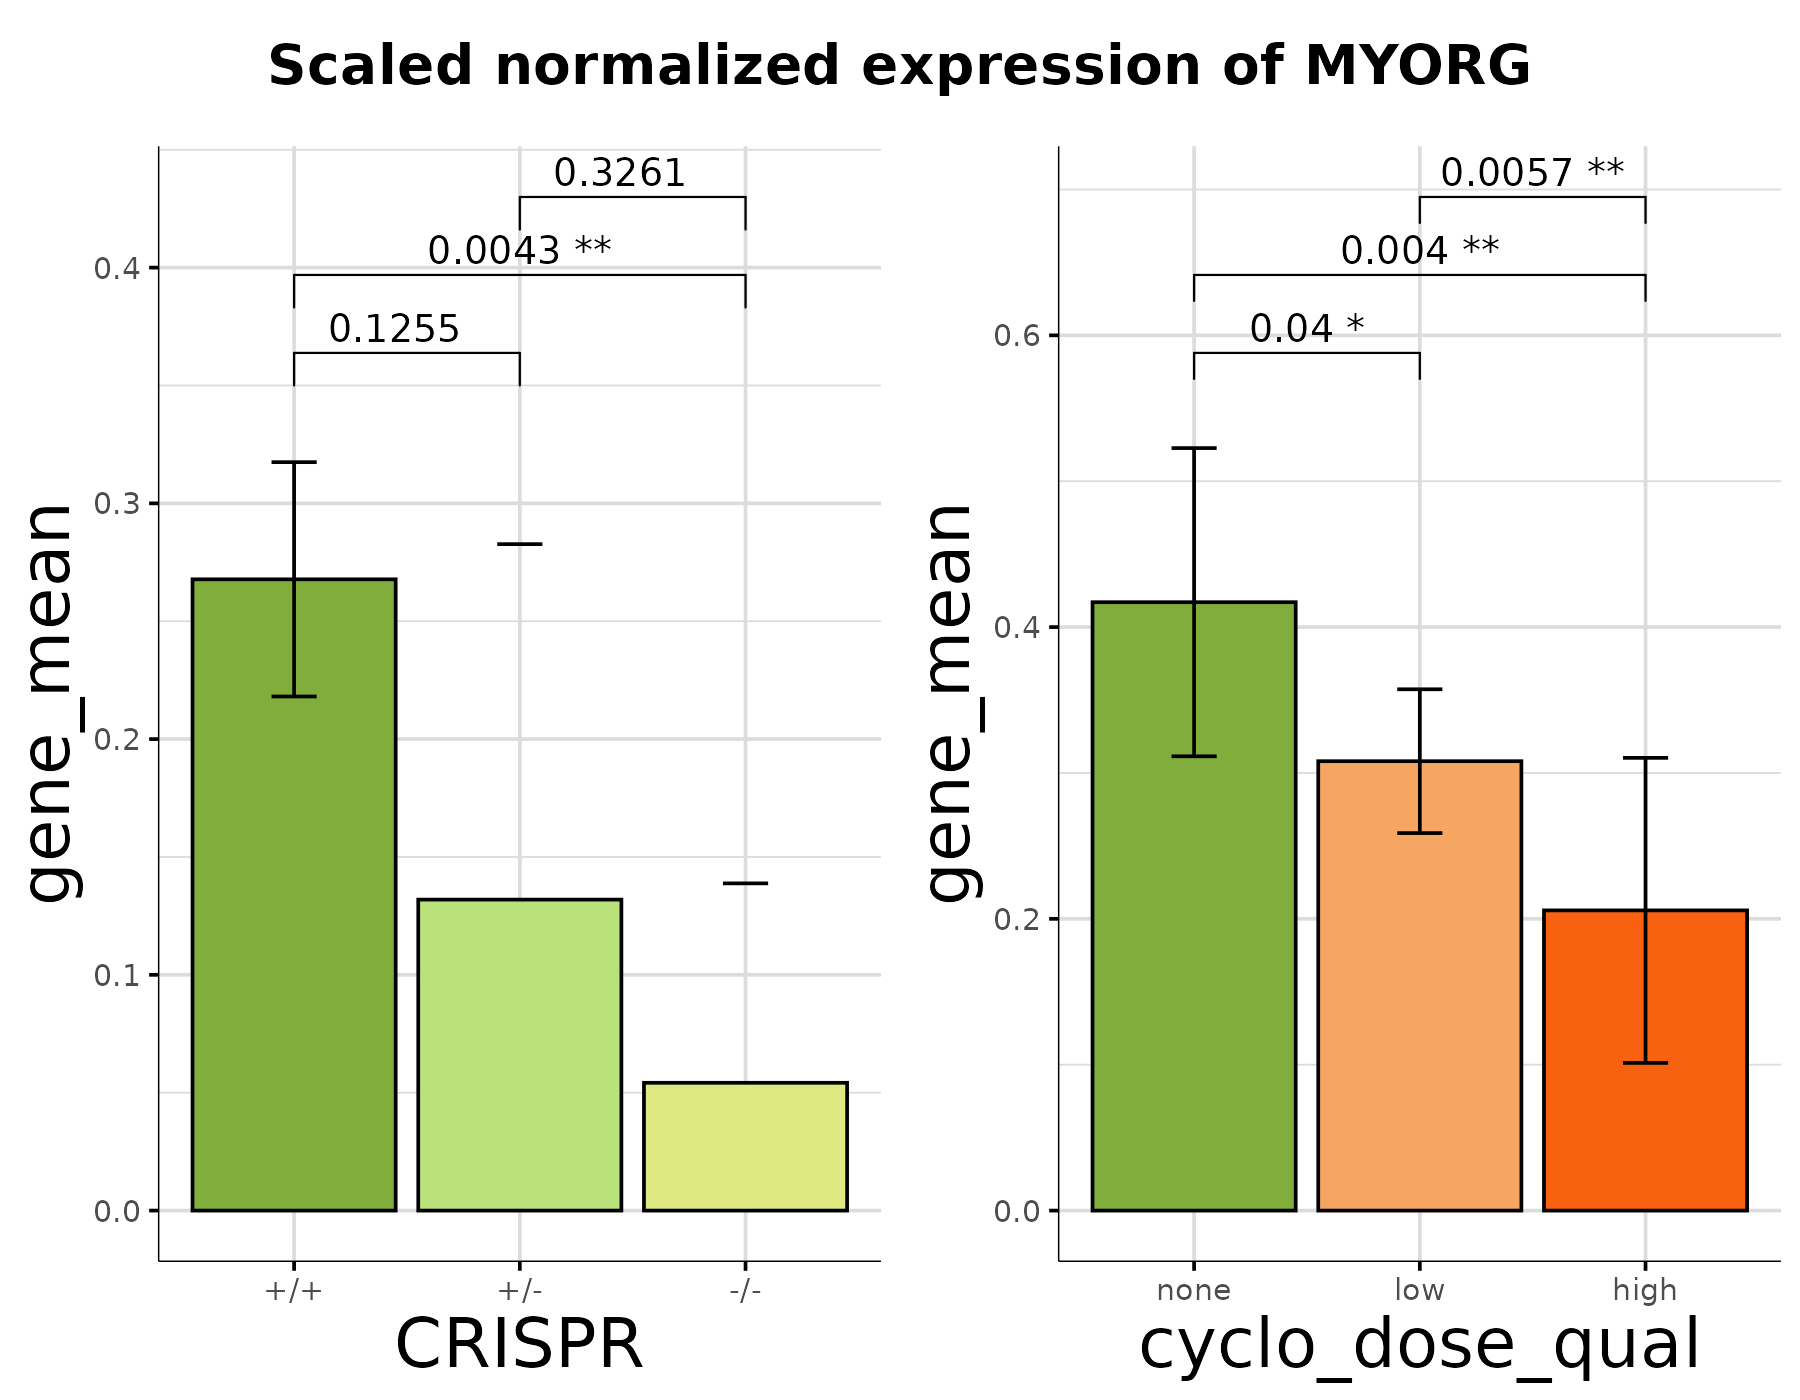 Scaled normalized expression of MYORG
gene_mean
0.4
0.3
0.2
0.1
0.0
0.3261
0.0043 **
0.1255
+/+
+/-
-/-
CRISPR
gene_mean
0.6
0.4
0.2
0.0
0.0057 **
0.004 **
0.04 *
none
low
high
cyclo_dose_qual